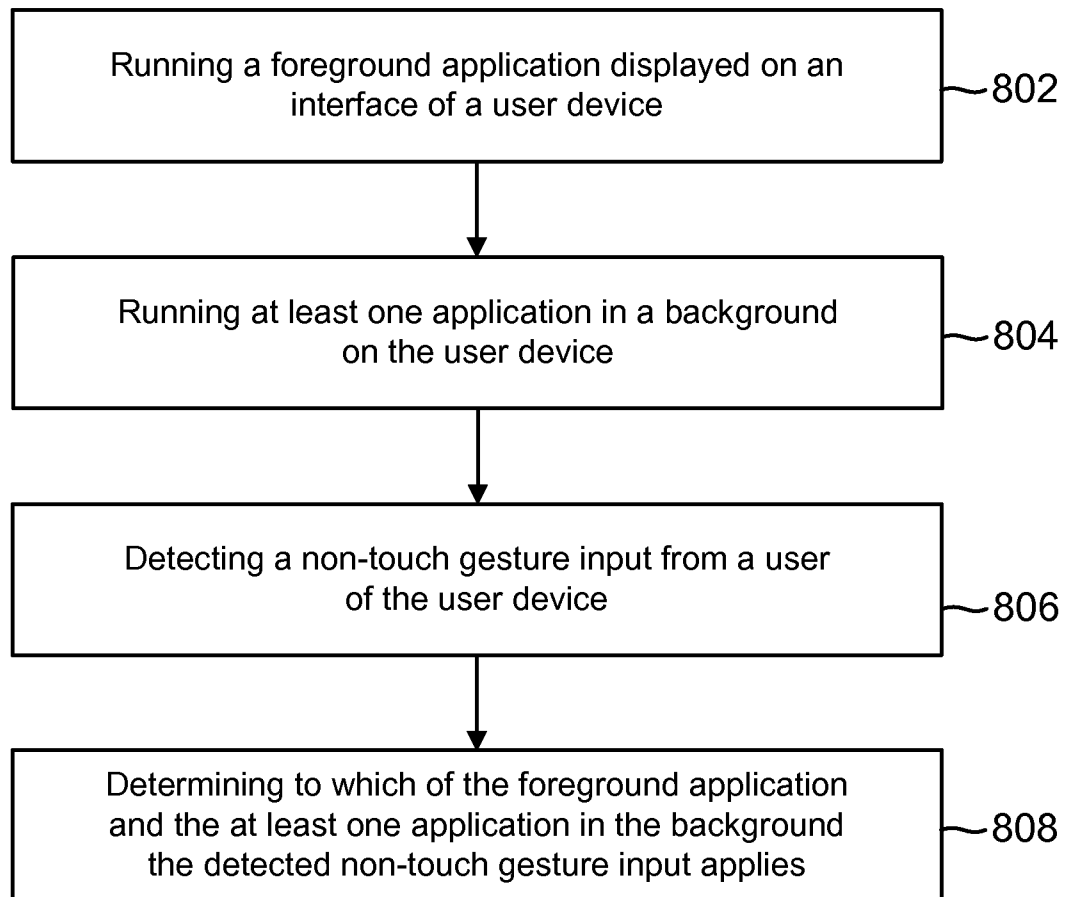 Running a foreground application displayed on an
interface of a user device
802
Running at least one application in a background
on the user device
804
Detecting a non-touch gesture input from a user
of the user device
806
Determining to which of the foreground application
and the at least one application in the background
the detected non-touch gesture input applies
808